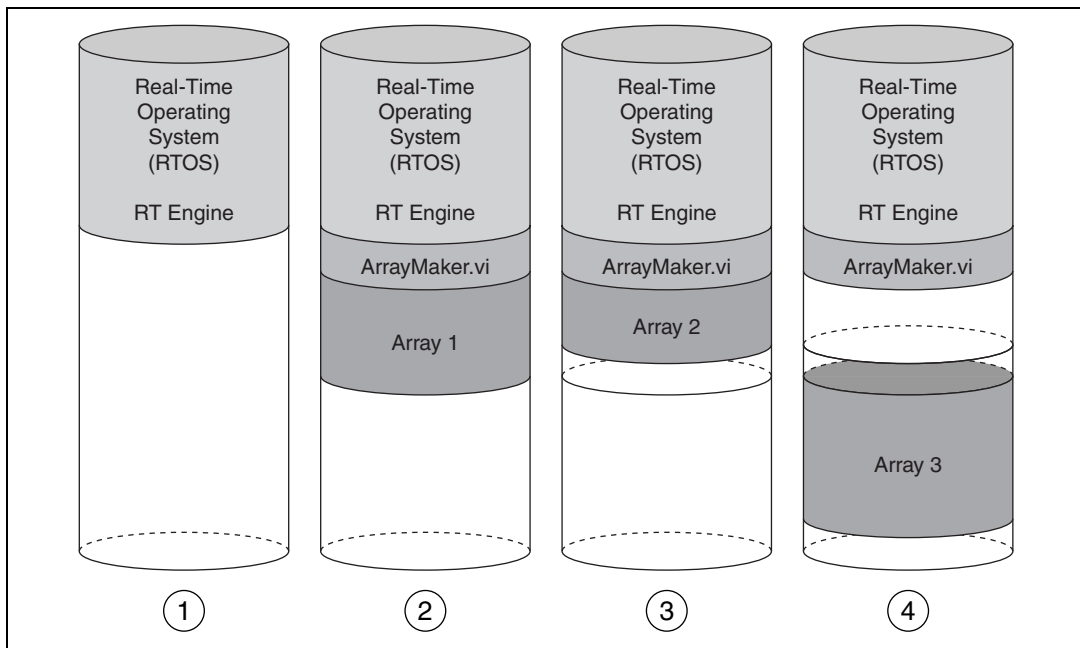 Real-Time
Operating
System
(RTOS)
RT Engine
Real-Time
Operating
System
(RTOS)
RT Engine
ArrayMaker.vi
Array 1
Real-Time
Operating
System
(RTOS)
RT Engine
ArrayMaker.vi
Array 2
Real-Time
Operating
System
(RTOS)
RT Engine
ArrayMaker.vi
Array 3
1
2
3
4